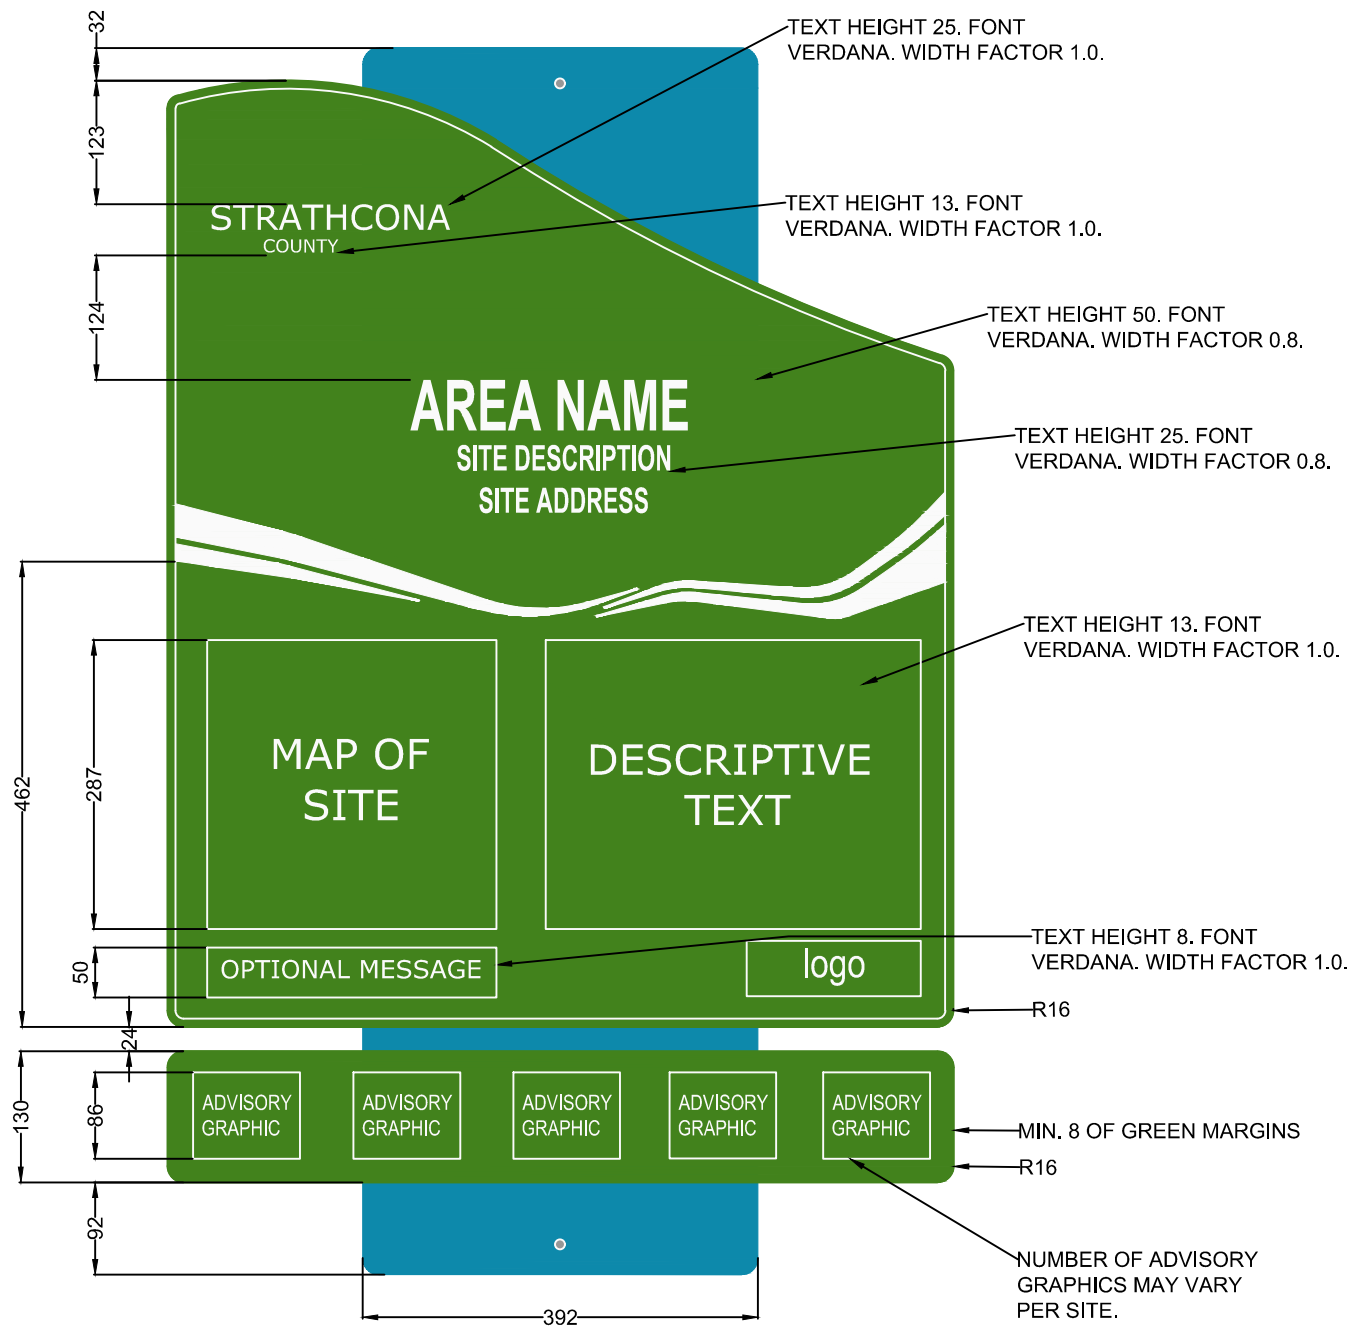 32
TEXT HEIGHT 25. FONT
VERDANA. WIDTH FACTOR 1.0.
123
STRATHCONA
COUNTY
TEXT HEIGHT 13. FONT
VERDANA. WIDTH FACTOR 1.0.
124
TEXT HEIGHT 50. FONT
VERDANA. WIDTH FACTOR 0.8.
AREA NAME
SITE DESCRIPTION
SITE ADDRESS
TEXT HEIGHT 25. FONT
VERDANA. WIDTH FACTOR 0.8.
TEXT HEIGHT 13. FONT
VERDANA. WIDTH FACTOR 1.0.
462
287
MAP OF
SITE
DESCRIPTIVE
TEXT
50
OPTIONAL MESSAGE
logo
TEXT HEIGHT 8. FONT
VERDANA. WIDTH FACTOR 1.0.
R16
24
130
86
ADVISORY
GRAPHIC
ADVISORY
GRAPHIC
ADVISORY
GRAPHIC
ADVISORY
GRAPHIC
ADVISORY
GRAPHIC
MIN. 8 OF GREEN MARGINS
R16
92
392
NUMBER OF ADVISORY
GRAPHICS MAY VARY
PER SITE.